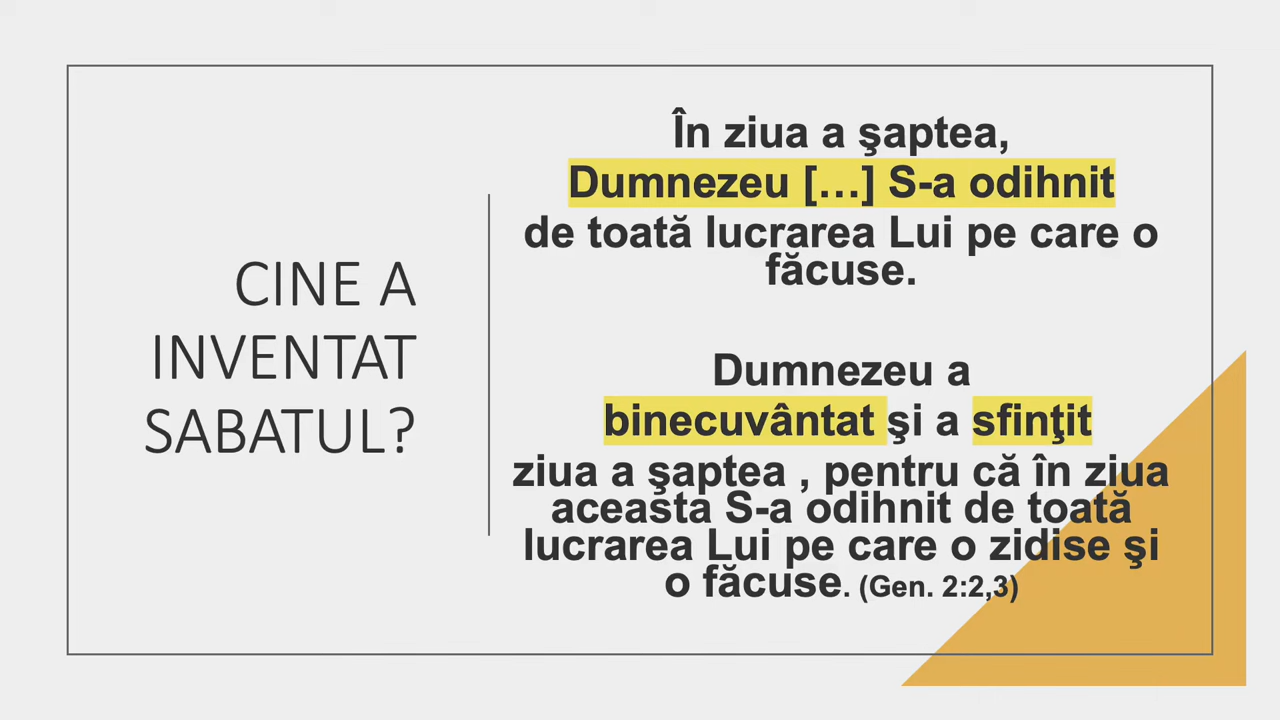 CINE A
INVENTAT
SABATUL?
În ziua a şaptea,
Dumnezeu […] S-a odihnit
de toată lucrarea Lui pe care o
făcuse.
Dumnezeu a
binecuvântat şi a sfinţit
ziua a şaptea , pentru că în ziua
aceasta S-a odihnit de toată
lucrarea Lui pe care o zidise şi
o făcuse. (Gen. 2:2,3)